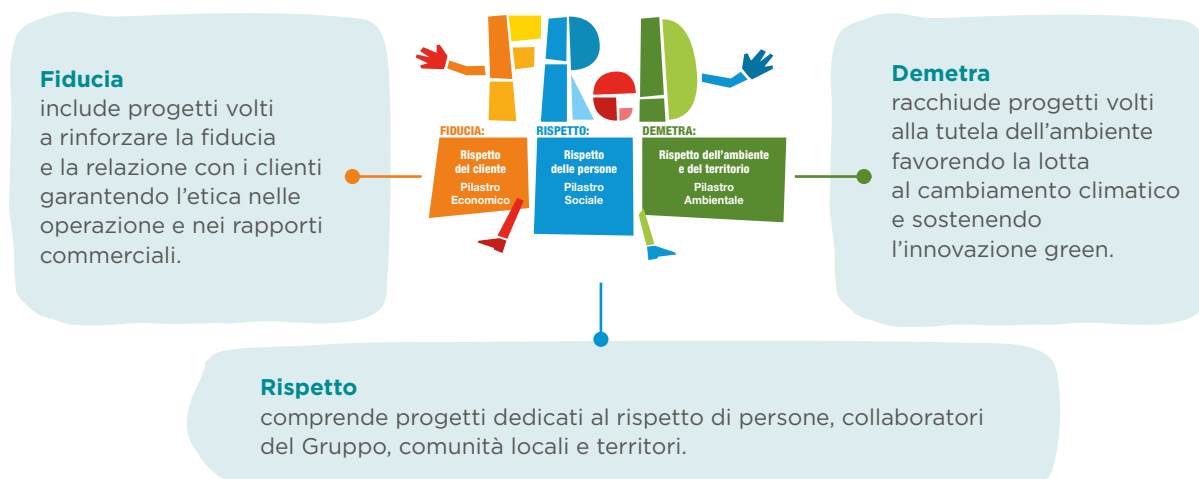 Fiducia
include progetti volti
a rinforzare la fiducia
e la relazione con i clienti
garantendo l'etica nelle
operazione e nei rapporti
commerciali.
FReD
FIDUCIA:
Rispetto
del cliente
Pilastro
Economico
RISPETTO:
Rispetto
delle persone
Pilastro
Sociale
DEMETRA:
Rispetto dell'ambiente
e del territorio
Pilastro
Ambientale
Demetra
racchiude progetti volti
alla tutela dell'ambiente
favorendo la lotta
al cambiamento climatico
e sostenendo
l'innovazione green.
Rispetto
comprende progetti dedicati al rispetto di persone, collaboratori
del Gruppo, comunità locali e territori.